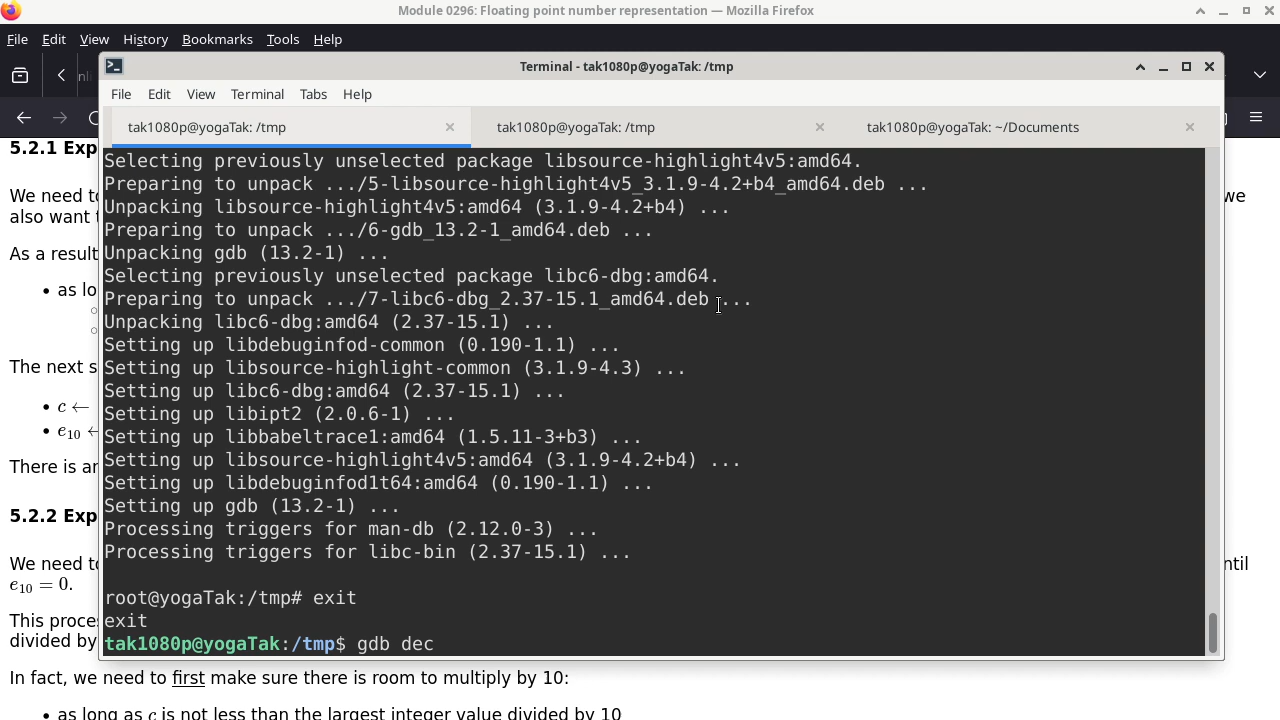 Module 0296: Floating point number representation — Mozilla Firefox
File Edit View History Bookmarks Tools Help
Terminal - tak1080p@yogaTak: /tmp
File Edit View Terminal Tabs Help
tak1080p@yogaTak: /tmp
tak1080p@yogaTak: /tmp
tak1080p@yogaTak: ~/Documents
Selecting previously unselected package libsource-highlight4v5:amd64.
Preparing to unpack .../5-libsource-highlight4v5_3.1.9-4.2+b4_amd64.deb ...
Unpacking libsource-highlight4v5:amd64 (3.1.9-4.2+b4) ...
Preparing to unpack .../6-gdb_13.2-1_amd64.deb ...
Unpacking gdb (13.2-1) ...
Selecting previously unselected package libc6-dbg:amd64.
Preparing to unpack .../7-libc6-dbg_2.37-15.1_amd64.deb ...
Unpacking libc6-dbg:amd64 (2.37-15.1) ...
Setting up libdebuginfod-common (0.190-1.1) ...
Setting up libsource-highlight-common (3.1.9-4.3) ...
Setting up libc6-dbg:amd64 (2.37-15.1) ...
Setting up libipt2 (2.0.6-1) ...
Setting up libbabeltrace1:amd64 (1.5.11-3+b3) ...
Setting up libsource-highlight4v5:amd64 (3.1.9-4.2+b4) ...
Setting up libdebuginfod1t64:amd64 (0.190-1.1) ...
Setting up gdb (13.2-1) ...
Processing triggers for man-db (2.12.0-3) ...
Processing triggers for libc-bin (2.37-15.1) ...
root@yogaTak:/tmp# exit
exit
tak1080p@yogaTak:/tmp$ gdb dec
5.2.1 Exp
We need to we
also want
As a result
• as lo
The next s
• c ←
• e₁₀ ←
There is an
5.2.2 Exp
We need to
e₁₀ = 0.
This proce
divided by
In fact, we need to first make sure there is room to multiply by 10:
• as long as c is not less than the largest integer value divided by 10